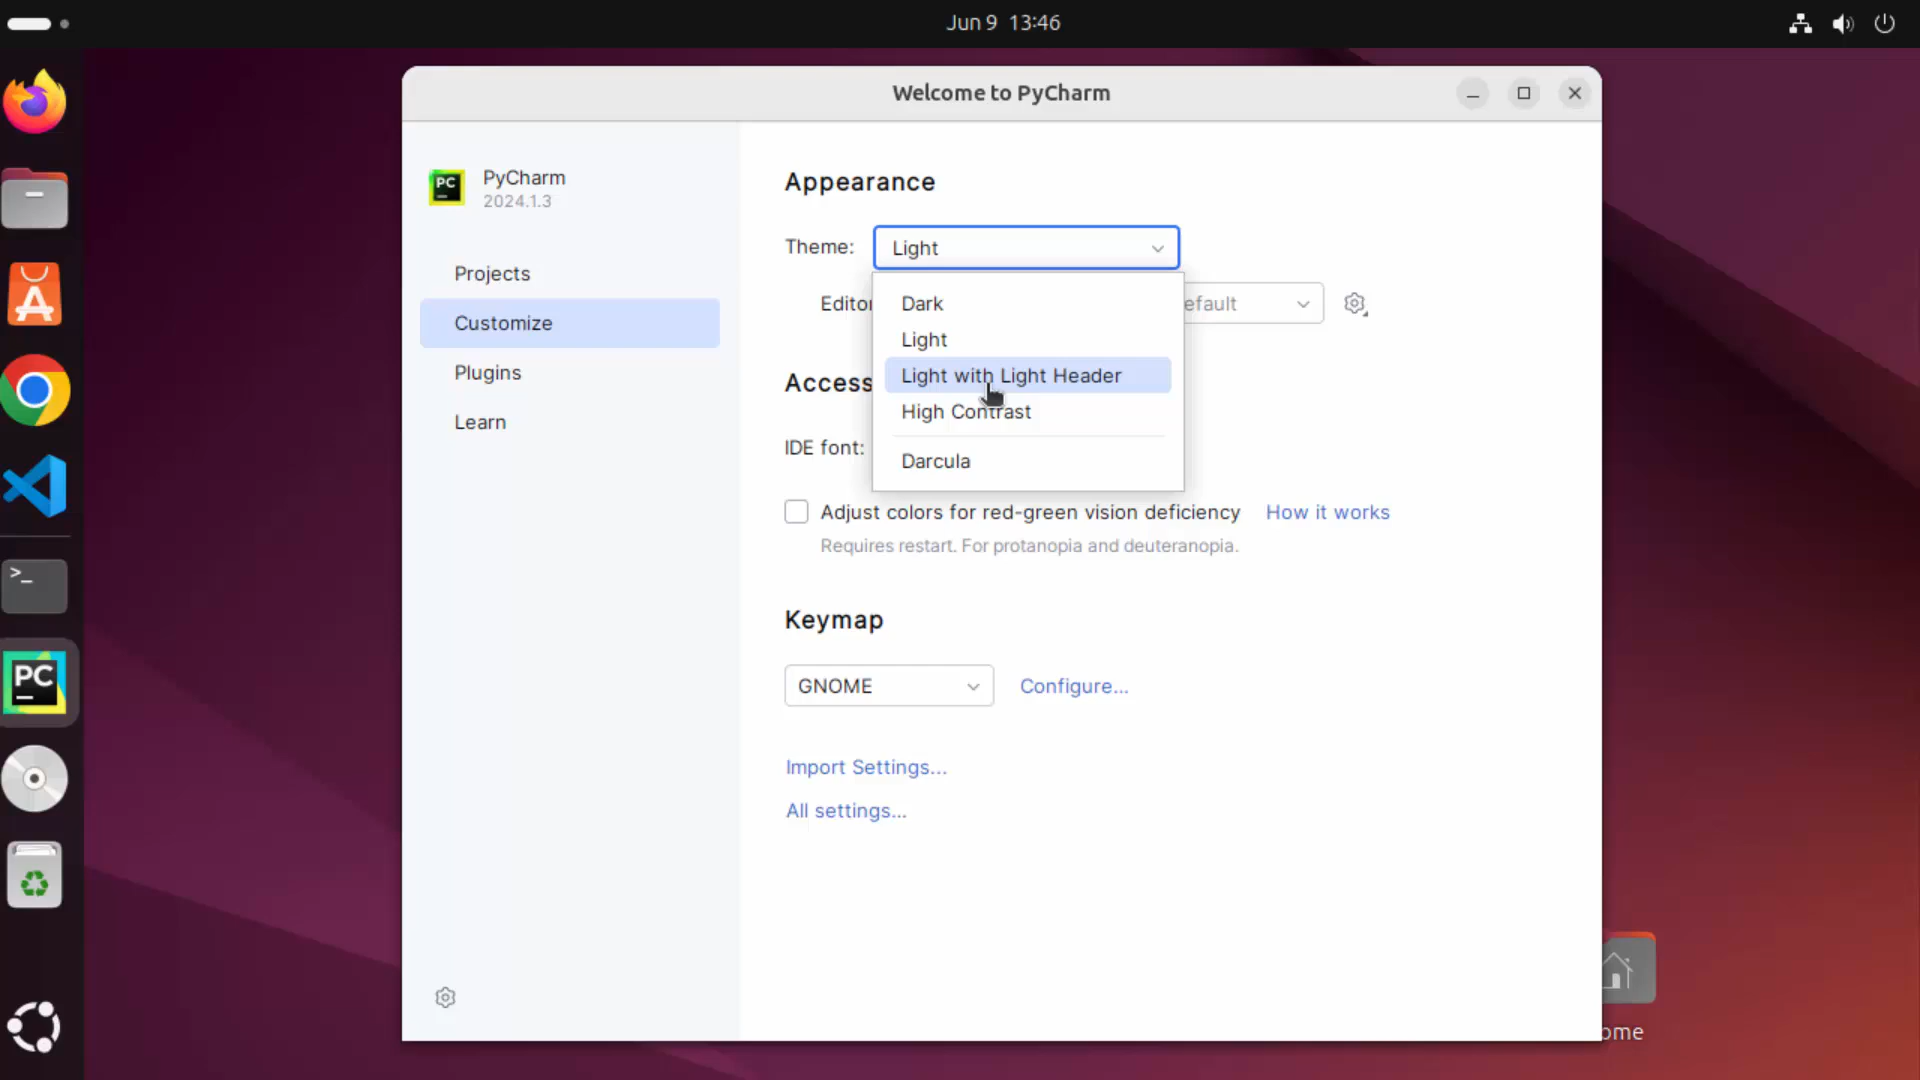 Jun 9 13:46
Welcome to PyCharm
PC
PyCharm
2024.1.3
Projects
Customize
Plugins
Learn
Appearance
Theme: Light
Dark
Light
Light with Light Header
High Contrast
Darcula
Editor
efault
Access
IDE font:
Adjust colors for red-green vision deficiency How it works
Requires restart. For protanopia and deuteranopia.
Keymap
GNOME Configure...
Import Settings...
All settings...
>_
PC
ome